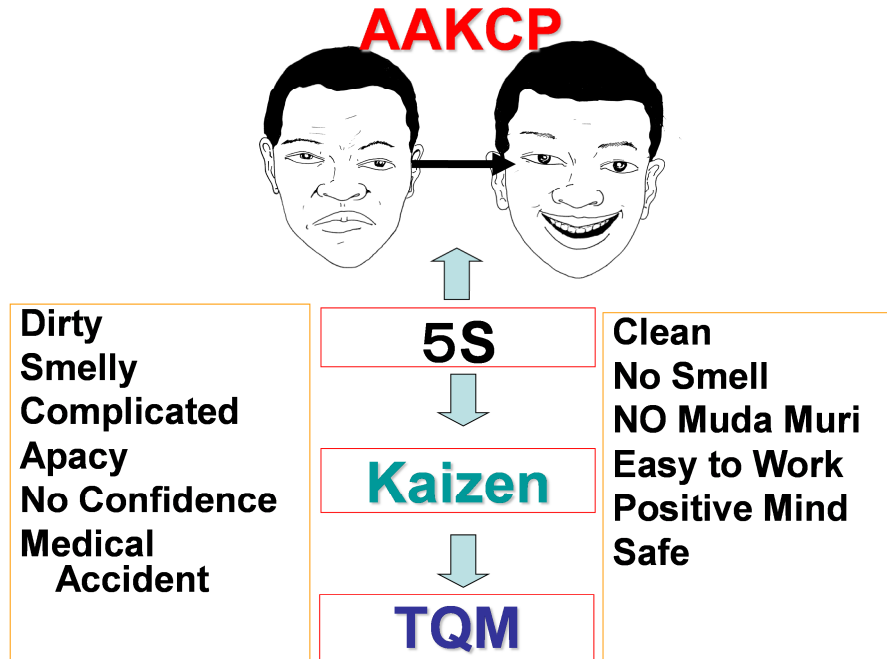 AAKCP
Dirty
Smelly
Complicated
Apacy
No Confidence
Medical
Accident
5S
Kaizen
TQM
Clean
No Smell
NO Muda Muri
Easy to Work
Positive Mind
Safe